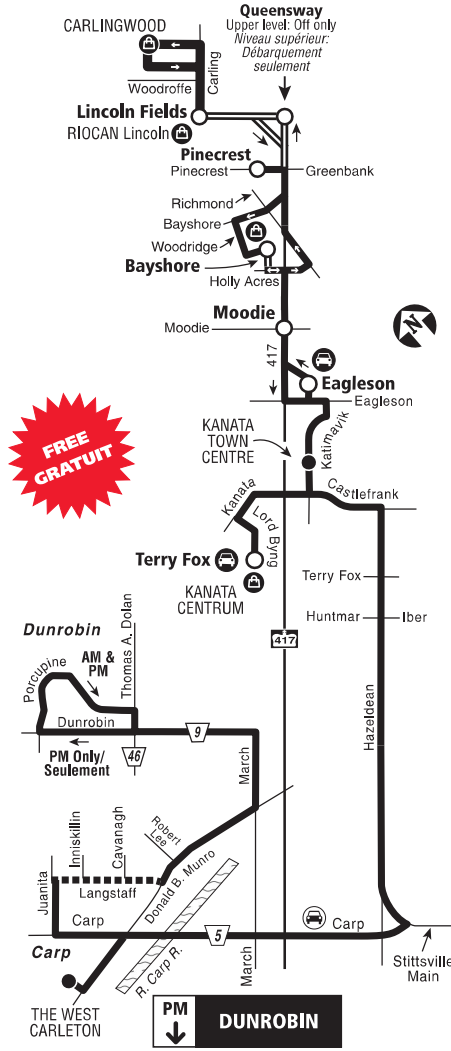 Queensway
Upper level: Off only
Niveau supérieur:
Débarquement
seulement
CARLINGWOOD
Carling
Woodroffe
Lincoln Fields
RIOCAN Lincoln
Pinecrest
Pinecrest
Greenbank
Richmond
Bayshore
Woodridge
Bayshore
Holly Acres
Moodie
Moodie
N
417
Eagleson
Eagleson
FREE
GRATUIT
KANATA
TOWN
CENTRE
Katimavik
Kanata
Castlefrank
Lord Byng
Terry Fox
KANATA
CENTRUM
Terry Fox
Huntmar
Iber
417
Hazeldean
Dunrobin
Porcupine
AM &
PM
Thomas A. Dolan
Dunrobin
9
PM Only/
Seulement
46
March
Robert
Lee
Inniskillin
Cavanagh
Juanita
Langstaff
Donald B. Munro
Carp
5
Carp
Carp
R. Carp R.
March
Stittsville
Main
THE WEST
CARLETON
PM
DUNROBIN